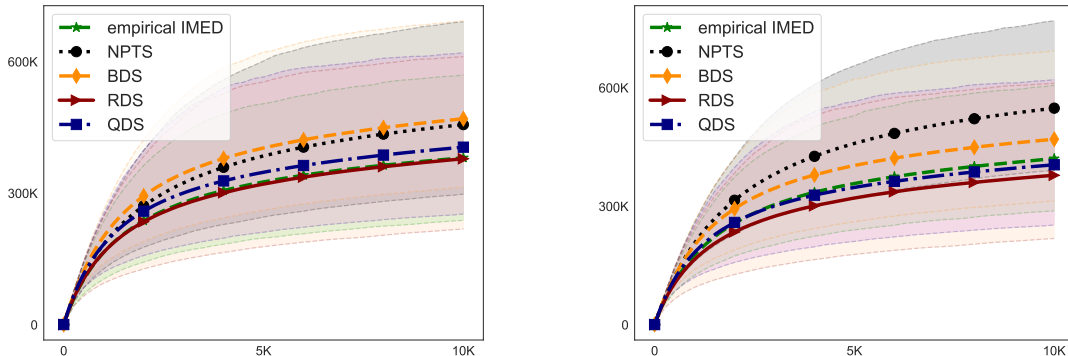 empirical IMED
NPTS
BDS
RDS
QDS
600K
300K
0
0
5K
10K
empirical IMED
NPTS
BDS
RDS
QDS
600K
300K
0
0
5K
10K